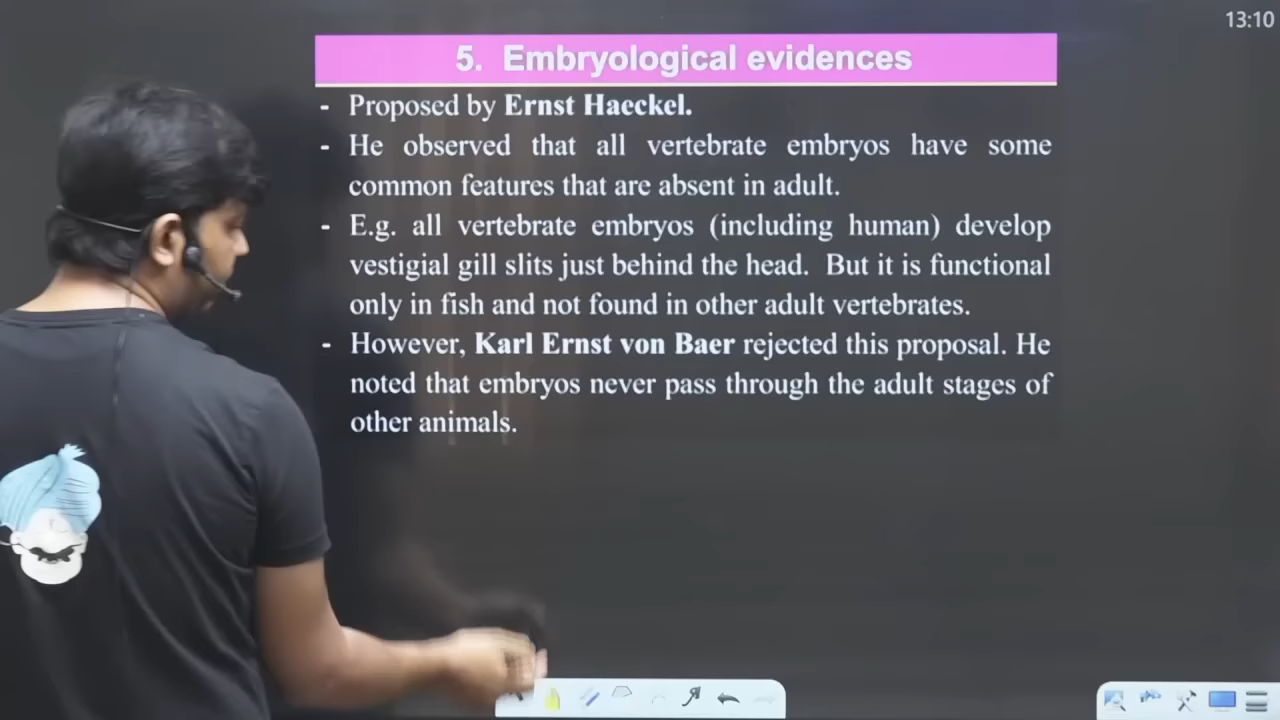 13:10
5. Embryological evidences
- Proposed by Ernst Haeckel.
- He observed that all vertebrate embryos have some
common features that are absent in adult.
- E.g. all vertebrate embryos (including human) develop
vestigial gill slits just behind the head. But it is functional
only in fish and not found in other adult vertebrates.
- However, Karl Ernst von Baer rejected this proposal. He
noted that embryos never pass through the adult stages of
other animals.